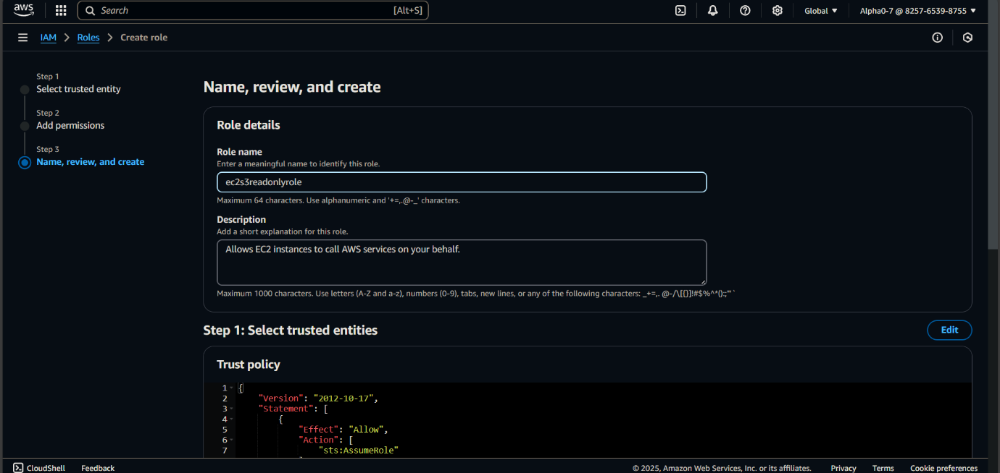 aws
Search [Alt+S]
Global ▼
Alpha0-7 @ 8257-6539-8755 ▼
IAM > Roles > Create role
Step 1
Select trusted entity
Step 2
Add permissions
Step 3
Name, review, and create
Name, review, and create
Role details
Role name
Enter a meaningful name to identify this role.
ec2s3readonlyrole
Maximum 64 characters. Use alphanumeric and '+=,.@-_' characters.
Description
Add a short explanation for this role.
Allows EC2 instances to call AWS services on your behalf.
Maximum 1000 characters. Use letters (A-Z and a-z), numbers (0-9), tabs, new lines, or any of the following characters: _+=,. @-/\[{}]!#$%^*();:"'`
Step 1: Select trusted entities
Edit
Trust policy
1 {
2 "Version": "2012-10-17",
3 "Statement": [
4 {
5 "Effect": "Allow",
6 "Action": [
7 "sts:AssumeRole"
CloudShell
Feedback
© 2025, Amazon Web Services, Inc. or its affiliates.
Privacy
Terms
Cookie preferences